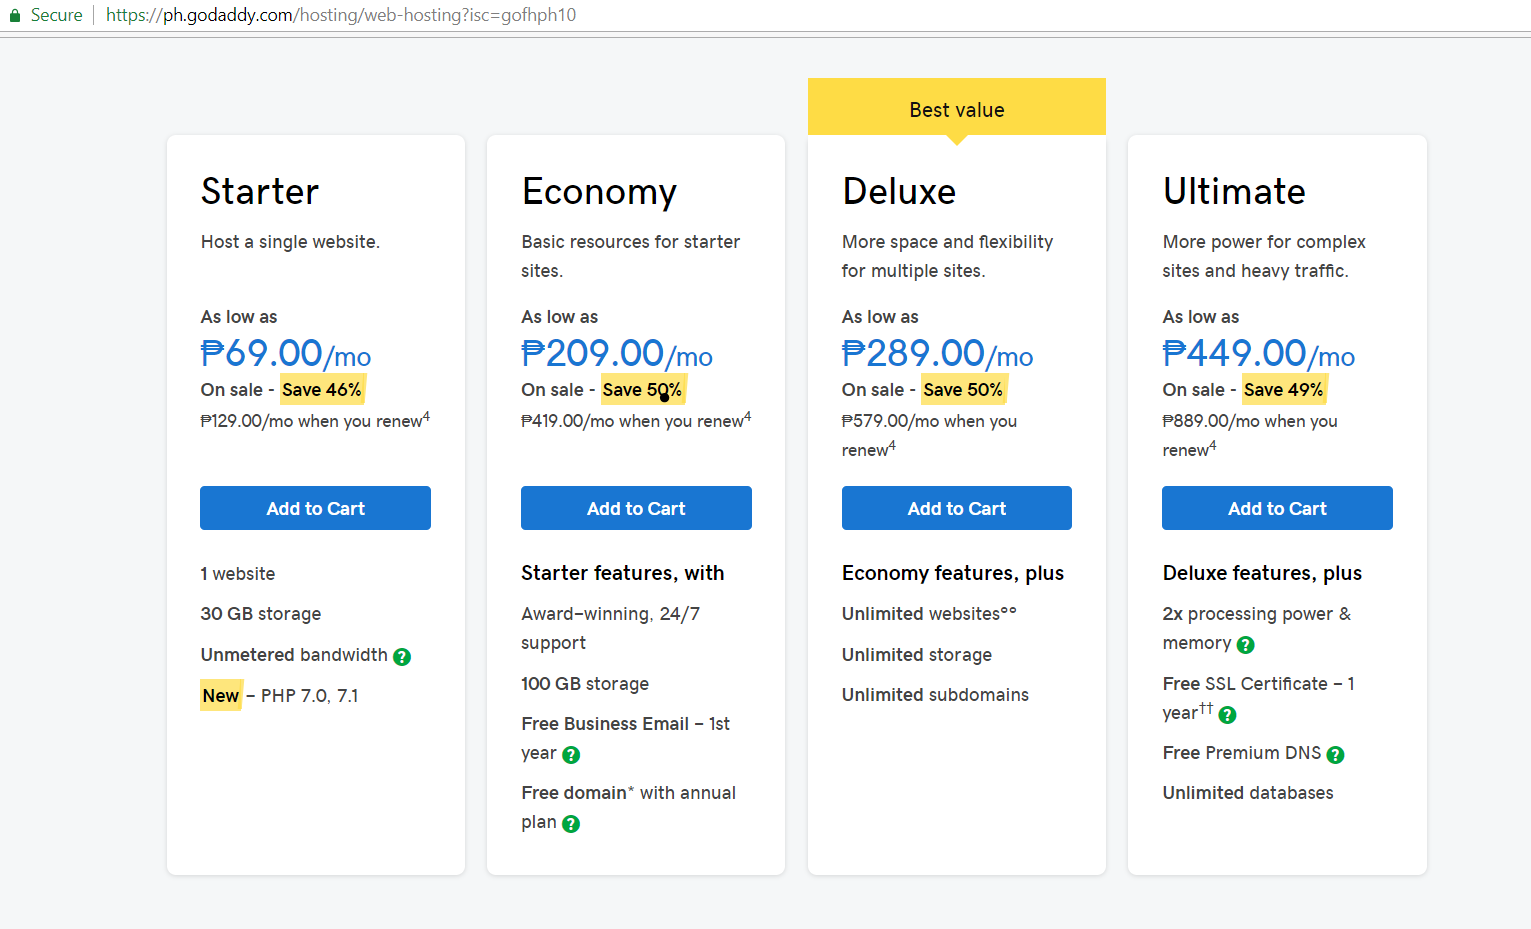 Secure https://ph.godaddy.com/hosting/web-hosting?isc=gofhph10
Starter
Host a single website.
As low as
₱69.00/mo
On sale - Save 46%
₱129.00/mo when you renew4
Add to Cart
1 website
30 GB storage
Unmetered bandwidth ?
New – PHP 7.0, 7.1
Economy
Basic resources for starter
sites.
As low as
₱209.00/mo
On sale - Save 50%
₱419.00/mo when you renew4
Add to Cart
Starter features, with
Award-winning, 24/7
support
100 GB storage
Free Business Email – 1st
year ?
Free domain* with annual
plan ?
Best value
Deluxe
More space and flexibility
for multiple sites.
As low as
₱289.00/mo
On sale - Save 50%
₱579.00/mo when you
renew4
Add to Cart
Economy features, plus
Unlimited websites°°
Unlimited storage
Unlimited subdomains
Ultimate
More power for complex
sites and heavy traffic.
As low as
₱449.00/mo
On sale - Save 49%
₱889.00/mo when you
renew4
Add to Cart
Deluxe features, plus
2x processing power &
memory ?
Free SSL Certificate – 1
year†† ?
Free Premium DNS ?
Unlimited databases